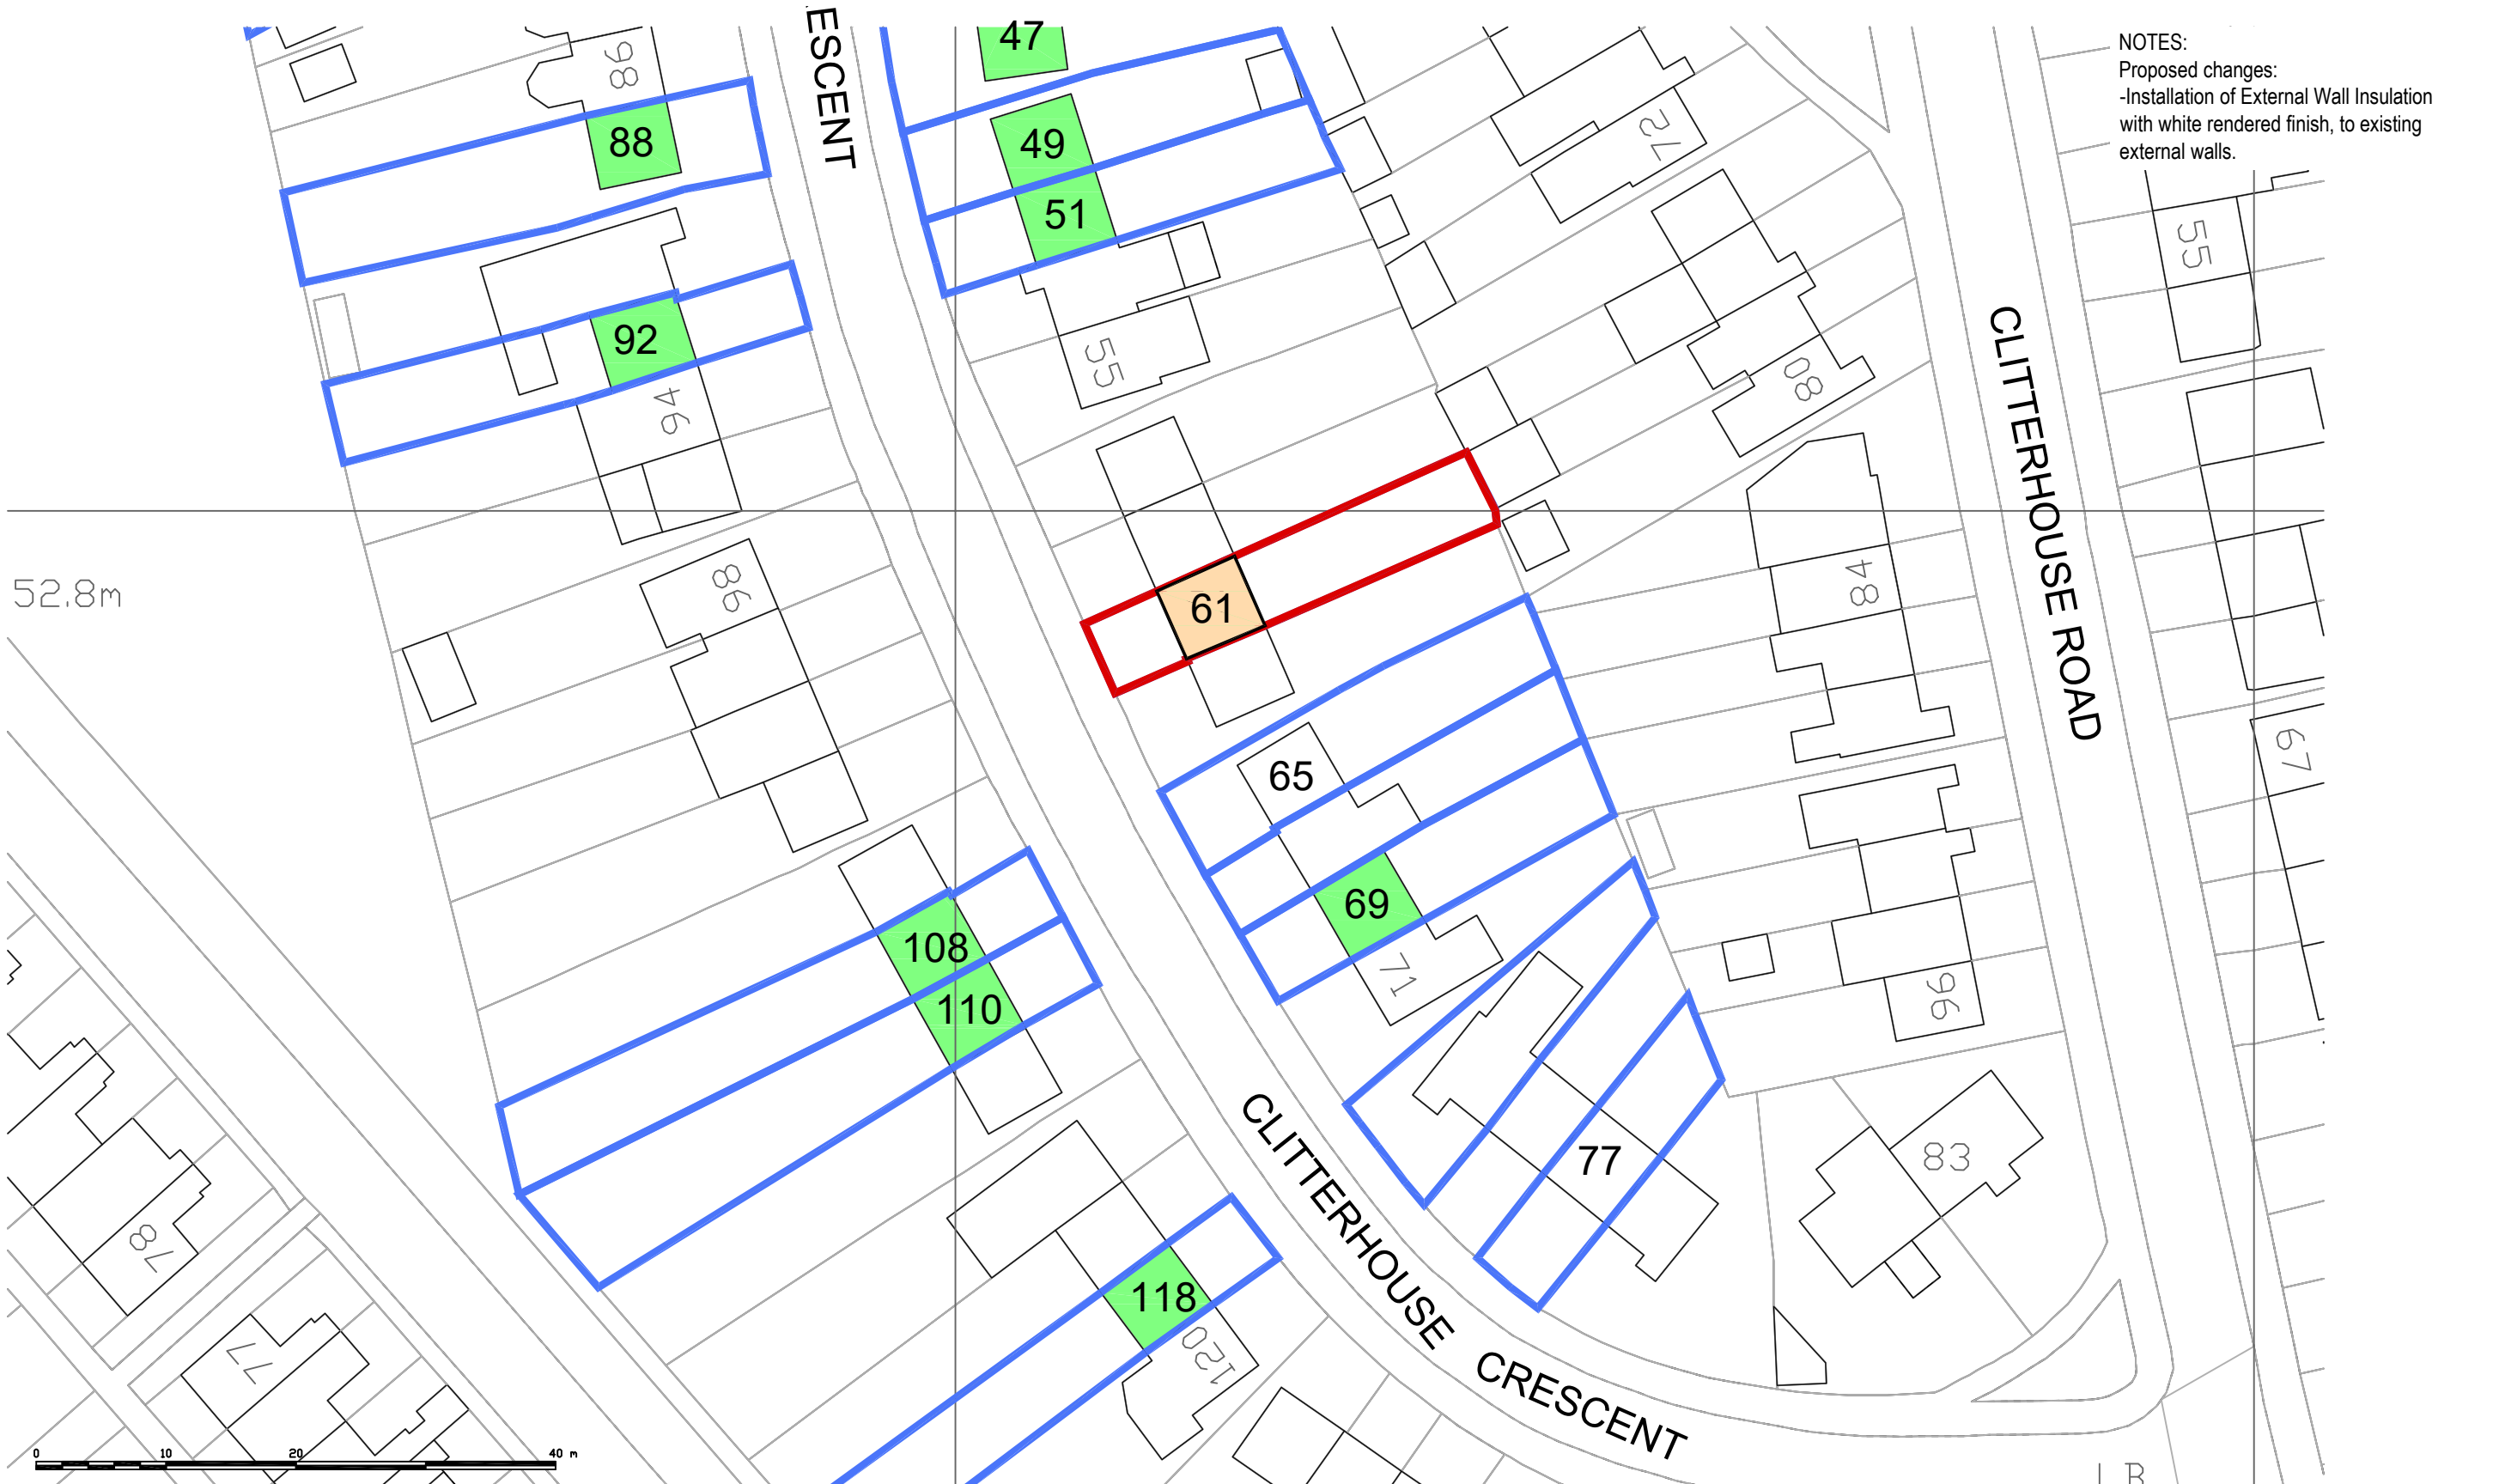 NOTES:
Proposed changes:
-Installation of External Wall Insulation
with white rendered finish, to existing
external walls.
47
86
ESCENT
88
49
2
51
55
92
55
94
80
CLITTERHOUSE ROAD
52.8m
98
61
84
65
67
69
108
71
110
96
77
83
78
CLITTERHOUSE CRESCENT
118
120
77
0 10 20 40 m
LB